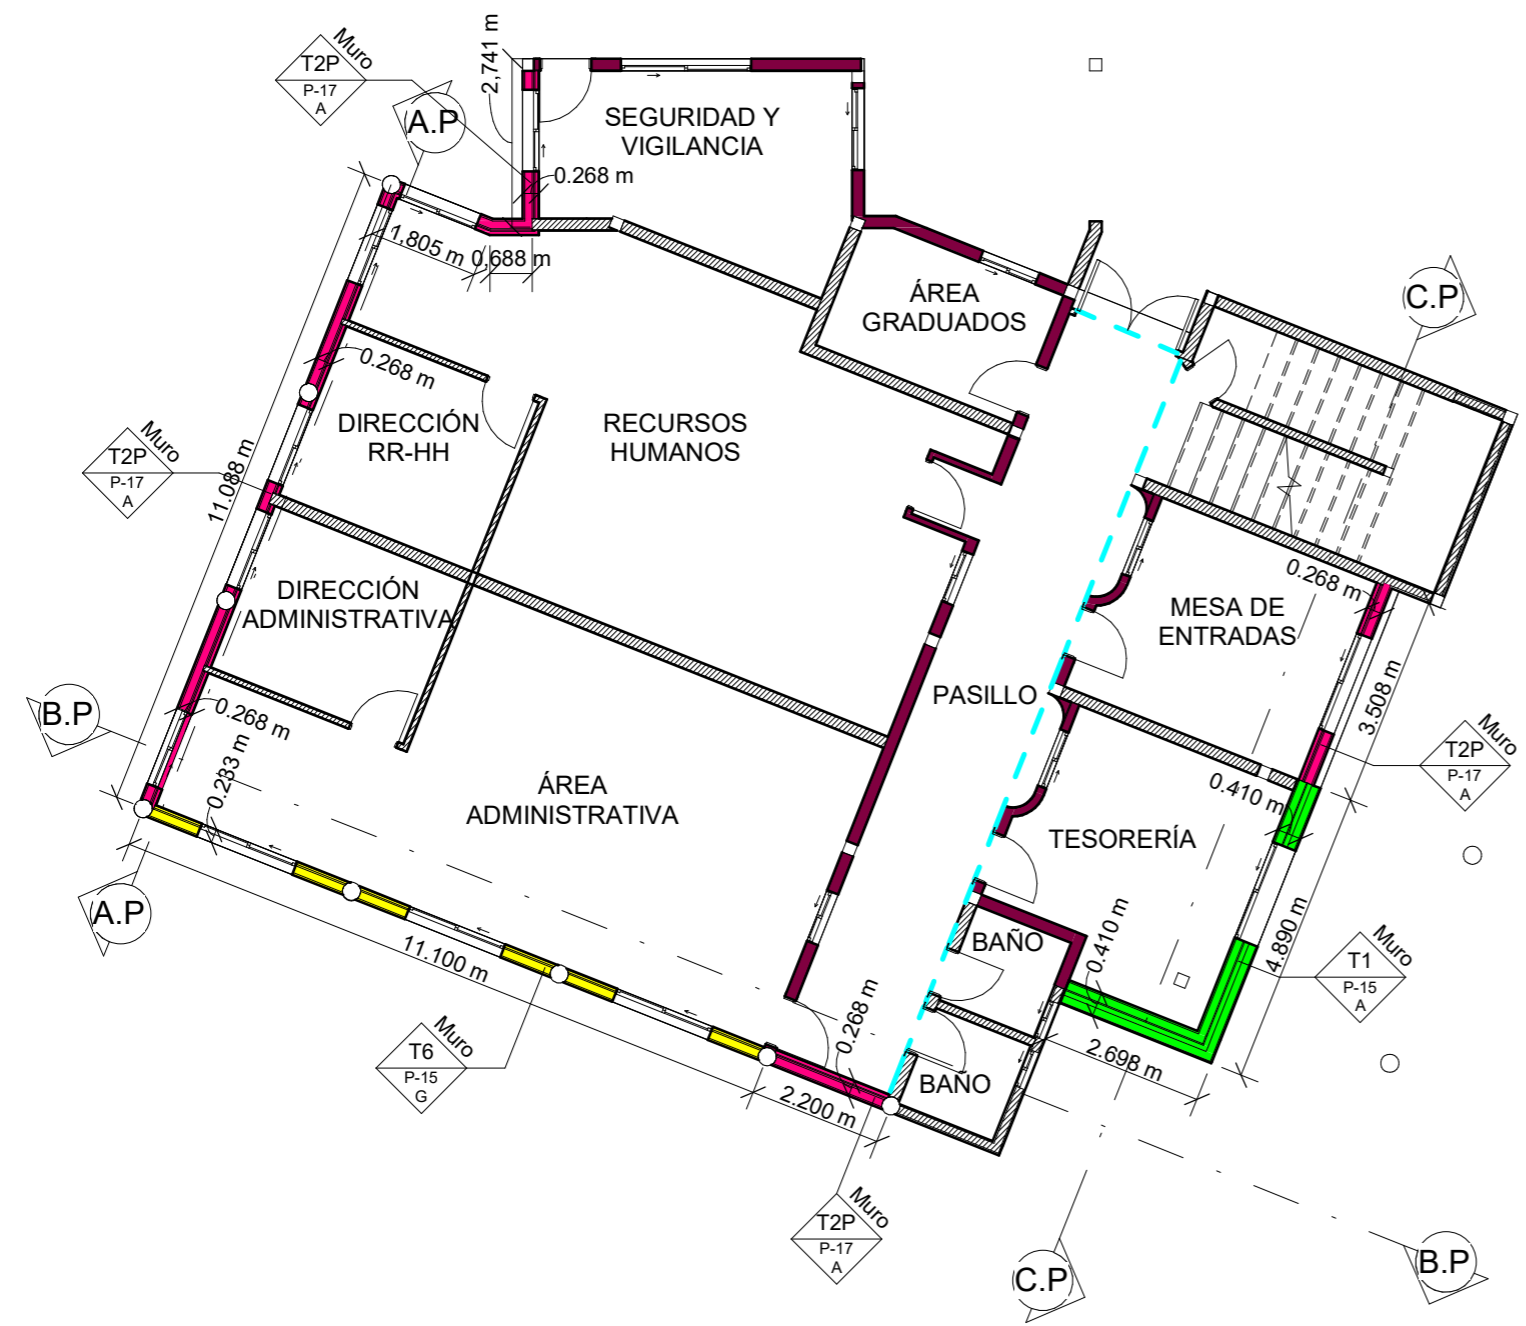 2,741 m
Muro
T2P
P-17
A
A.P
SEGURIDAD Y
VIGILANCIA
0.268 m
1,805 m
0,688 m
ÁREA
GRADUADOS
C.P
0.268 m
DIRECCIÓN
RR-HH
RECURSOS
HUMANOS
Muro
T2P
P-17
A
11.088 m
DIRECCIÓN
ADMINISTRATIVA
0.268 m
MESA DE
ENTRADAS
3.508 m
PASILLO
B.P
0.268 m
0.233 m
Muro
T2P
P-17
A
ÁREA
ADMINISTRATIVA
0.410 m
TESORERÍA
A.P
11.100 m
BAÑO
0.410 m
4.890 m
Muro
T1
P-15
A
0.268 m
Muro
T6
P-15
G
2.698 m
BAÑO
2.200 m
Muro
T2P
P-17
A
C.P
B.P